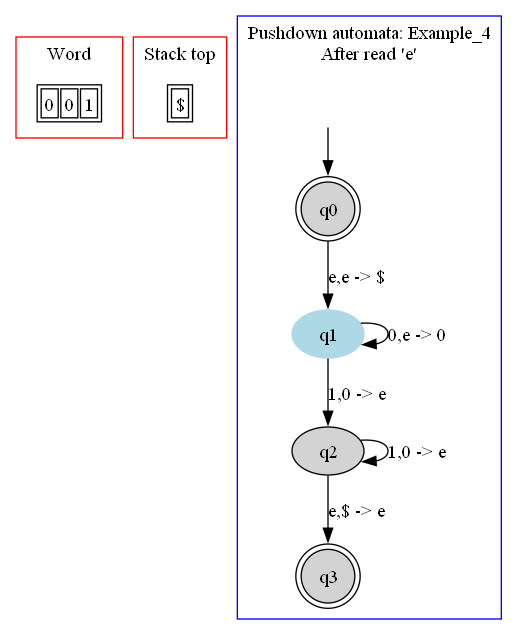 Word
0 0 1
Stack top
$
Pushdown automata: Example_4
After read 'e'
q0
e,e -> $
q1
0,e -> 0
1,0 -> e
q2
1,0 -> e
e,$ -> e
q3